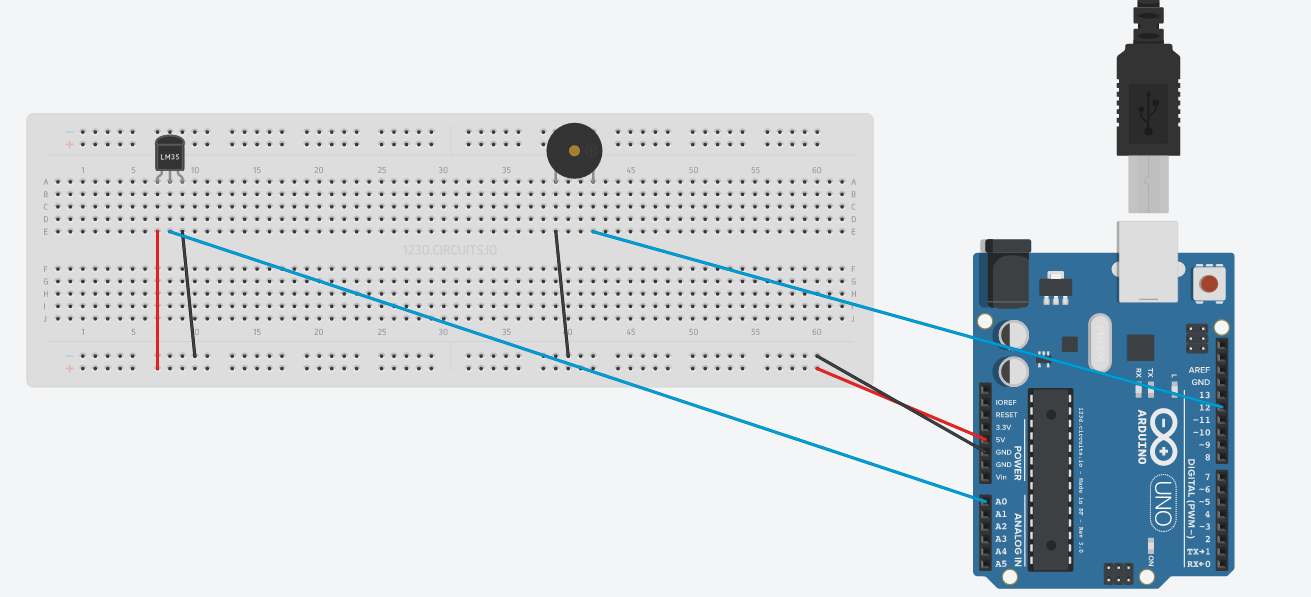 LM35
1 5 10 15 20 25 30 35 45 50 55 60
A A
B B
C C
D D
E E
123D.CIRCUITS.IO
F F
G G
H H
I I
J J
1 5 10 15 20 25 30 35 40 45 50 55 60
IOREF
RESET
3.3V
5V
GND
GND
Vin
POWER
A0
A1
A2
A3
A4
A5
ANALOG IN
123d.circuits.io - Made in SF - Rev 3.0
RX
TX
L
ARDUINO
UNO
ON
AREF
GND
13
12
~11
~10
~9
8
7
~6
~5
4
~3
2
TX→1
RX←0
DIGITAL (PWM~)